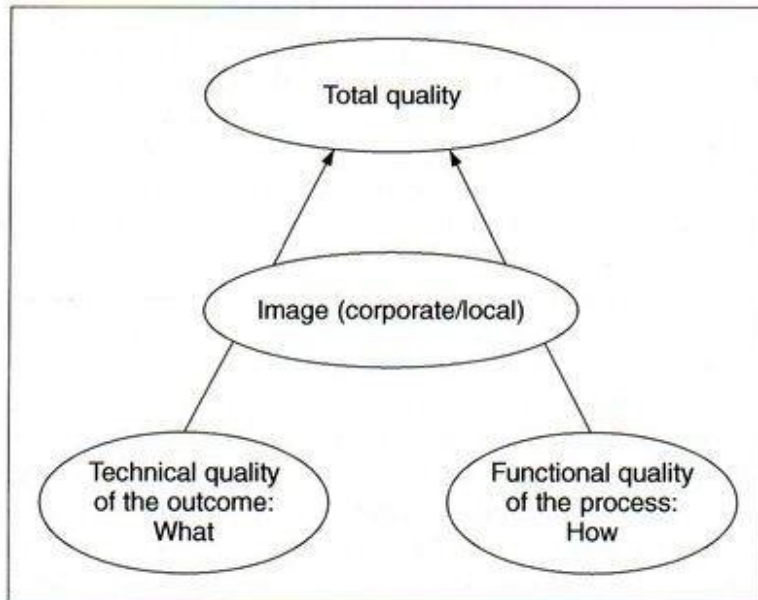 Total quality
Image (corporate/local)
Technical quality
of the outcome:
What
Functional quality
of the process:
How